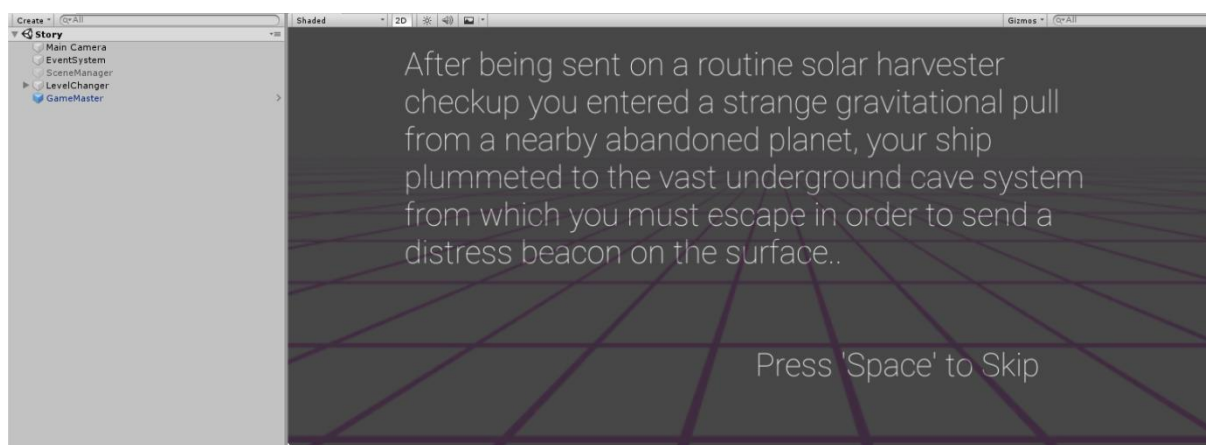 Create All Shaded 2D Gizmos All
Story
Main Camera
EventSystem
SceneManager
LevelChanger
GameMaster
After being sent on a routine solar harvester
checkup you entered a strange gravitational pull
from a nearby abandoned planet, your ship
plummeted to the vast underground cave system
from which you must escape in order to send a
distress beacon on the surface..
Press 'Space' to Skip